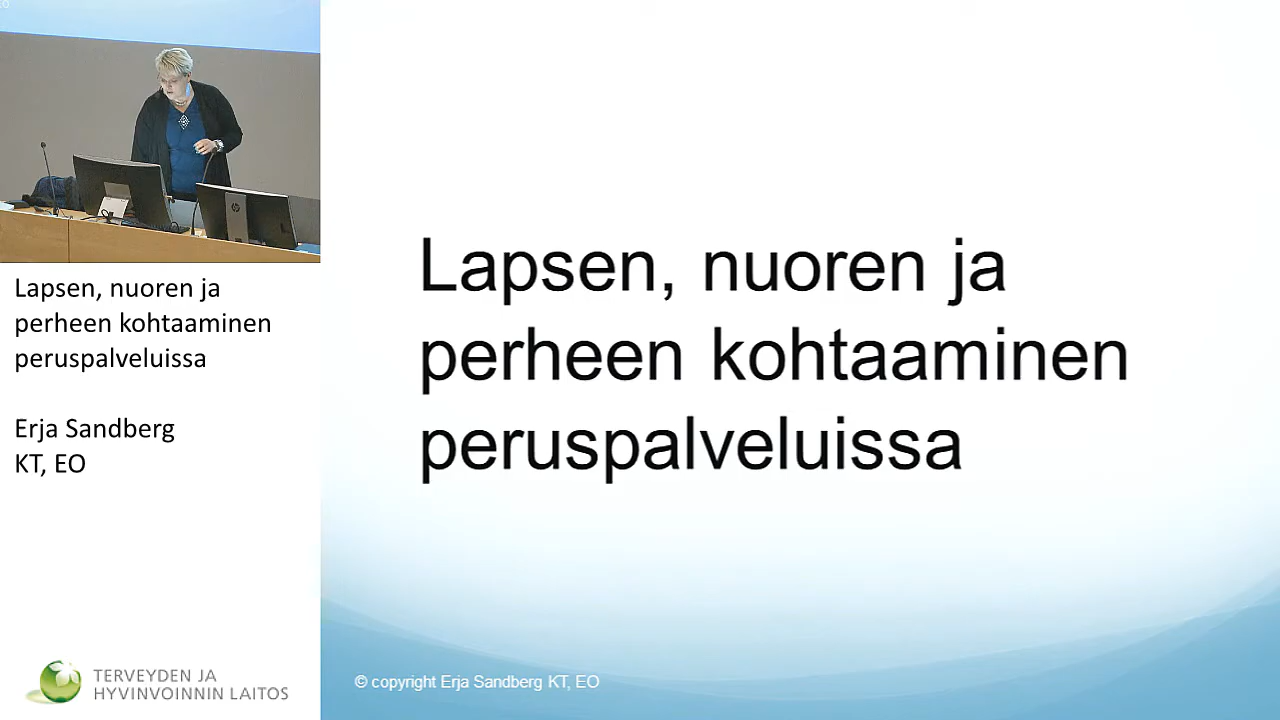 Lapsen, nuoren ja
perheen kohtaaminen
peruspalveluissa
Erja Sandberg
KT, EO
TERVEYDEN JA
HYVINVOINNIN LAITOS
Lapsen, nuoren ja
perheen kohtaaminen
peruspalveluissa
© copyright Erja Sandberg KT, EO